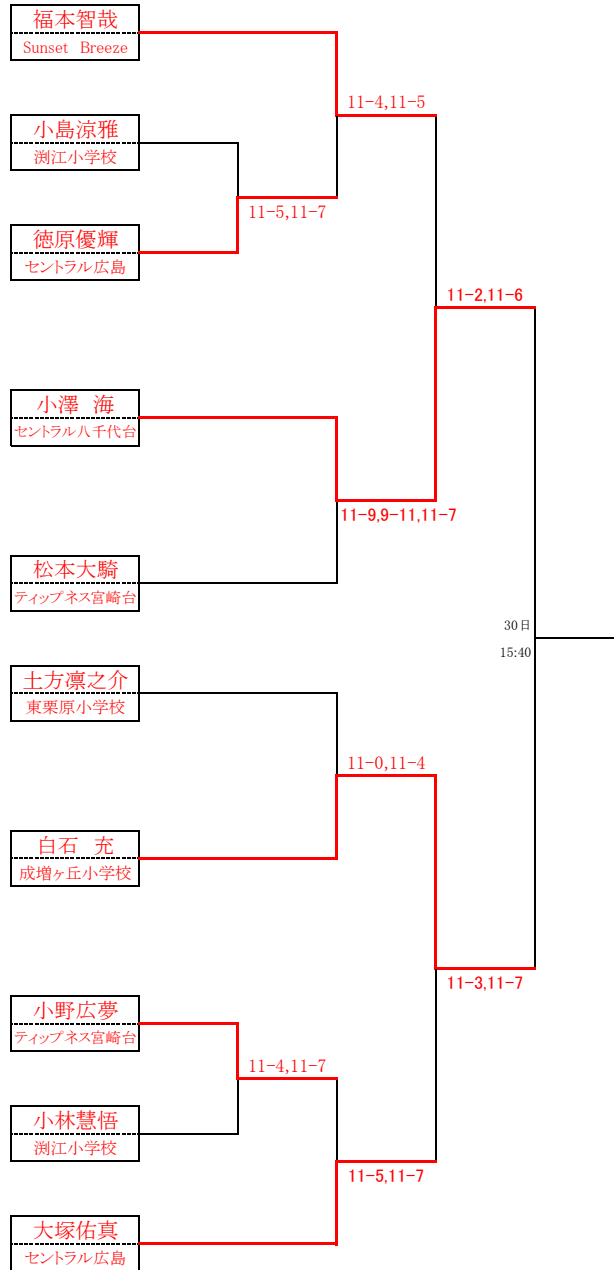 福本智哉
Sunset Breeze
11-4,11-5
小島涼雅
渕江小学校
11-5,11-7
徳原優輝
セントラル広島
11-2,11-6
小澤 海
セントラル八千代台
11-9,9-11,11-7
松本大騎
ティップネス宮崎台
30日
15:40
土方凛之介
東栗原小学校
11-0,11-4
白石 充
成増ヶ丘小学校
11-3,11-7
小野広夢
ティップネス宮崎台
11-4,11-7
小林慧悟
渕江小学校
11-5,11-7
大塚佑真
セントラル広島